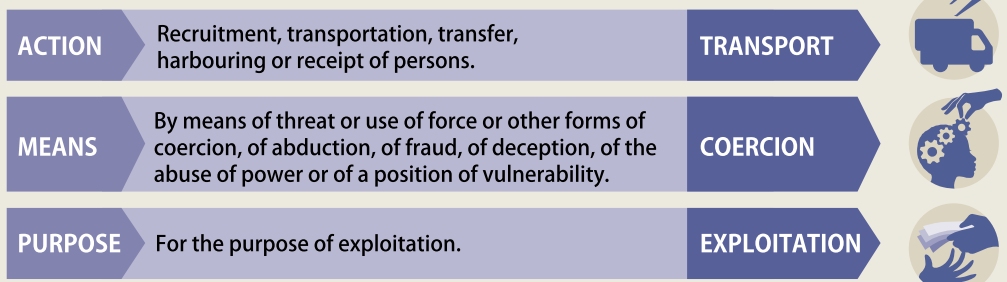 ACTION
Recruitment, transportation, transfer,
harbouring or receipt of persons.
TRANSPORT
MEANS
By means of threat or use of force or other forms of
coercion, of abduction, of fraud, of deception, of the
abuse of power or of a position of vulnerability.
COERCION
PURPOSE
For the purpose of exploitation.
EXPLOITATION